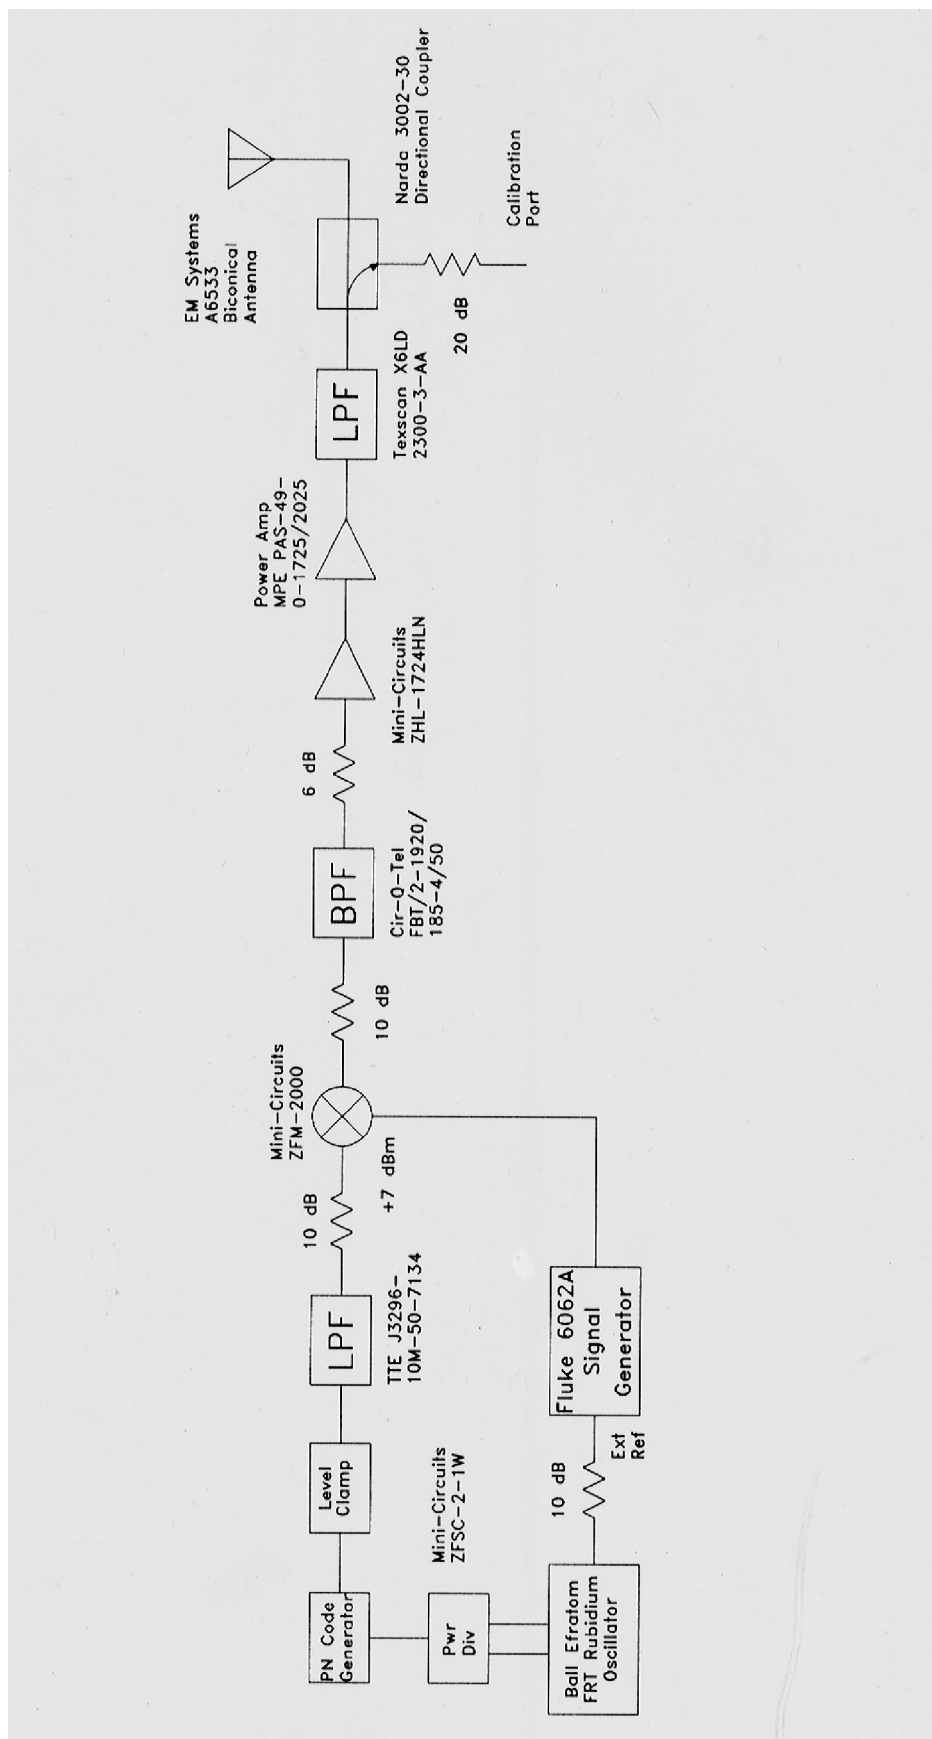 EM Systems
A6533
Biconical
Antenna
Narda 3002-30
Directional Coupler
Calibration
Port
20 dB
LPF
Texscan X6LD
2300-3-AA
Power Amp
MPE PAS-49-
0-1725/2025
Mini-Circuits
ZHL-1724HLN
6 dB
BPF
Cir-Q-Tel
FBT/2-1920/
185-4/50
10 dB
Mini-Circuits
ZFM-2000
+7 dBm
10 dB
LPF
TTE J3296-
10M-50-7134
Fluke 6062A
Signal
Generator
Ext
Ref
10 dB
Level
Clamp
Mini-Circuits
ZFSC-2-1W
PN Code
Generator
Pwr
Div
Ball Efratom
FRT Rubidium
Oscillator